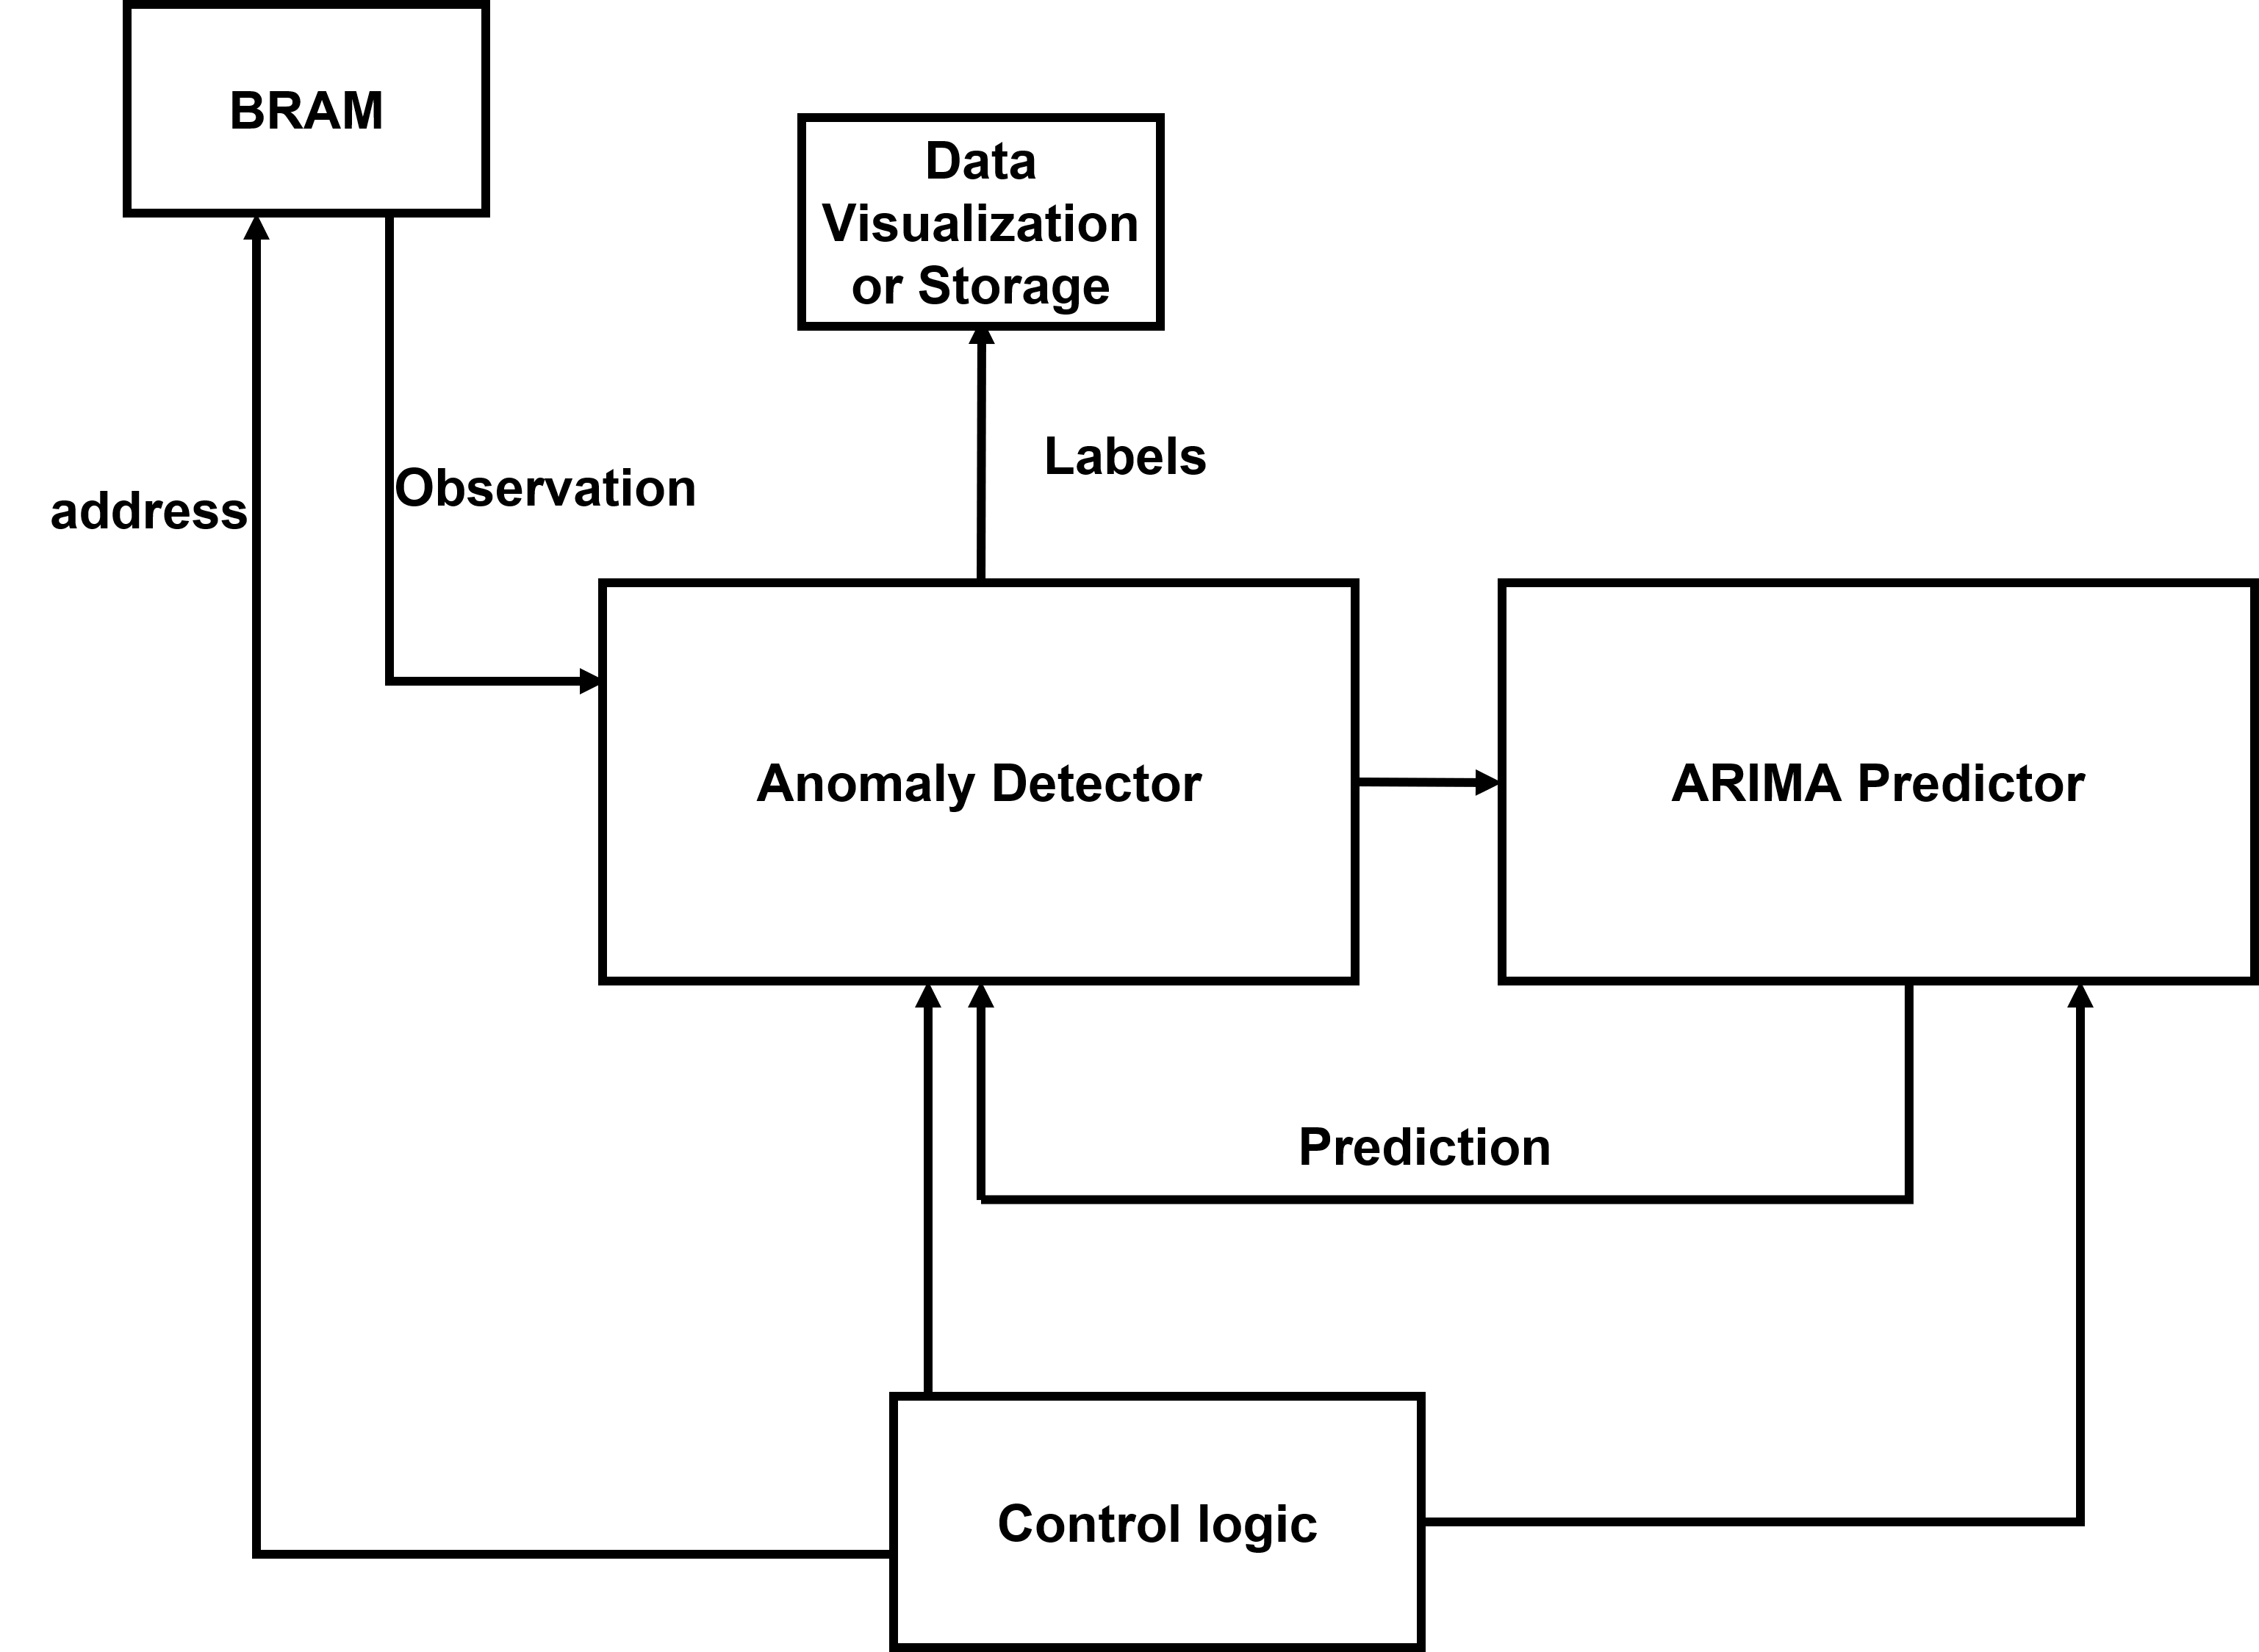 BRAM
Data
Visualization
or Storage
Labels
Observation
address
Anomaly Detector
ARIMA Predictor
Prediction
Control logic